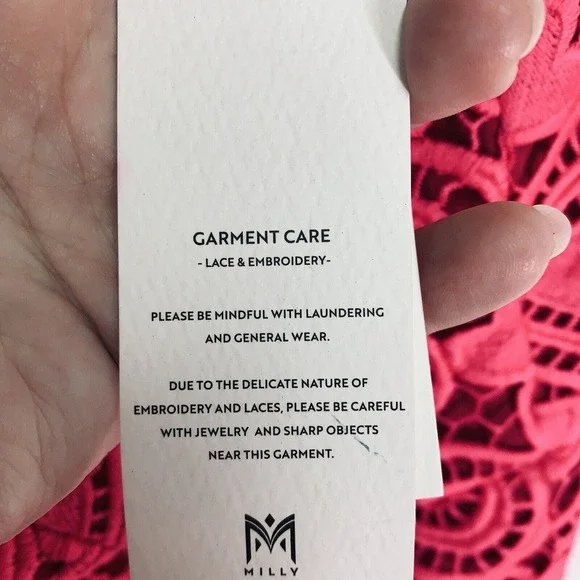 GARMENT CARE
- LACE & EMBROIDERY-
PLEASE BE MINDFUL WITH LAUNDERING
AND GENERAL WEAR.
DUE TO THE DELICATE NATURE OF
EMBROIDERY AND LACES, PLEASE BE CAREFUL
WITH JEWELRY AND SHARP OBJECTS
NEAR THIS GARMENT.
MILLY